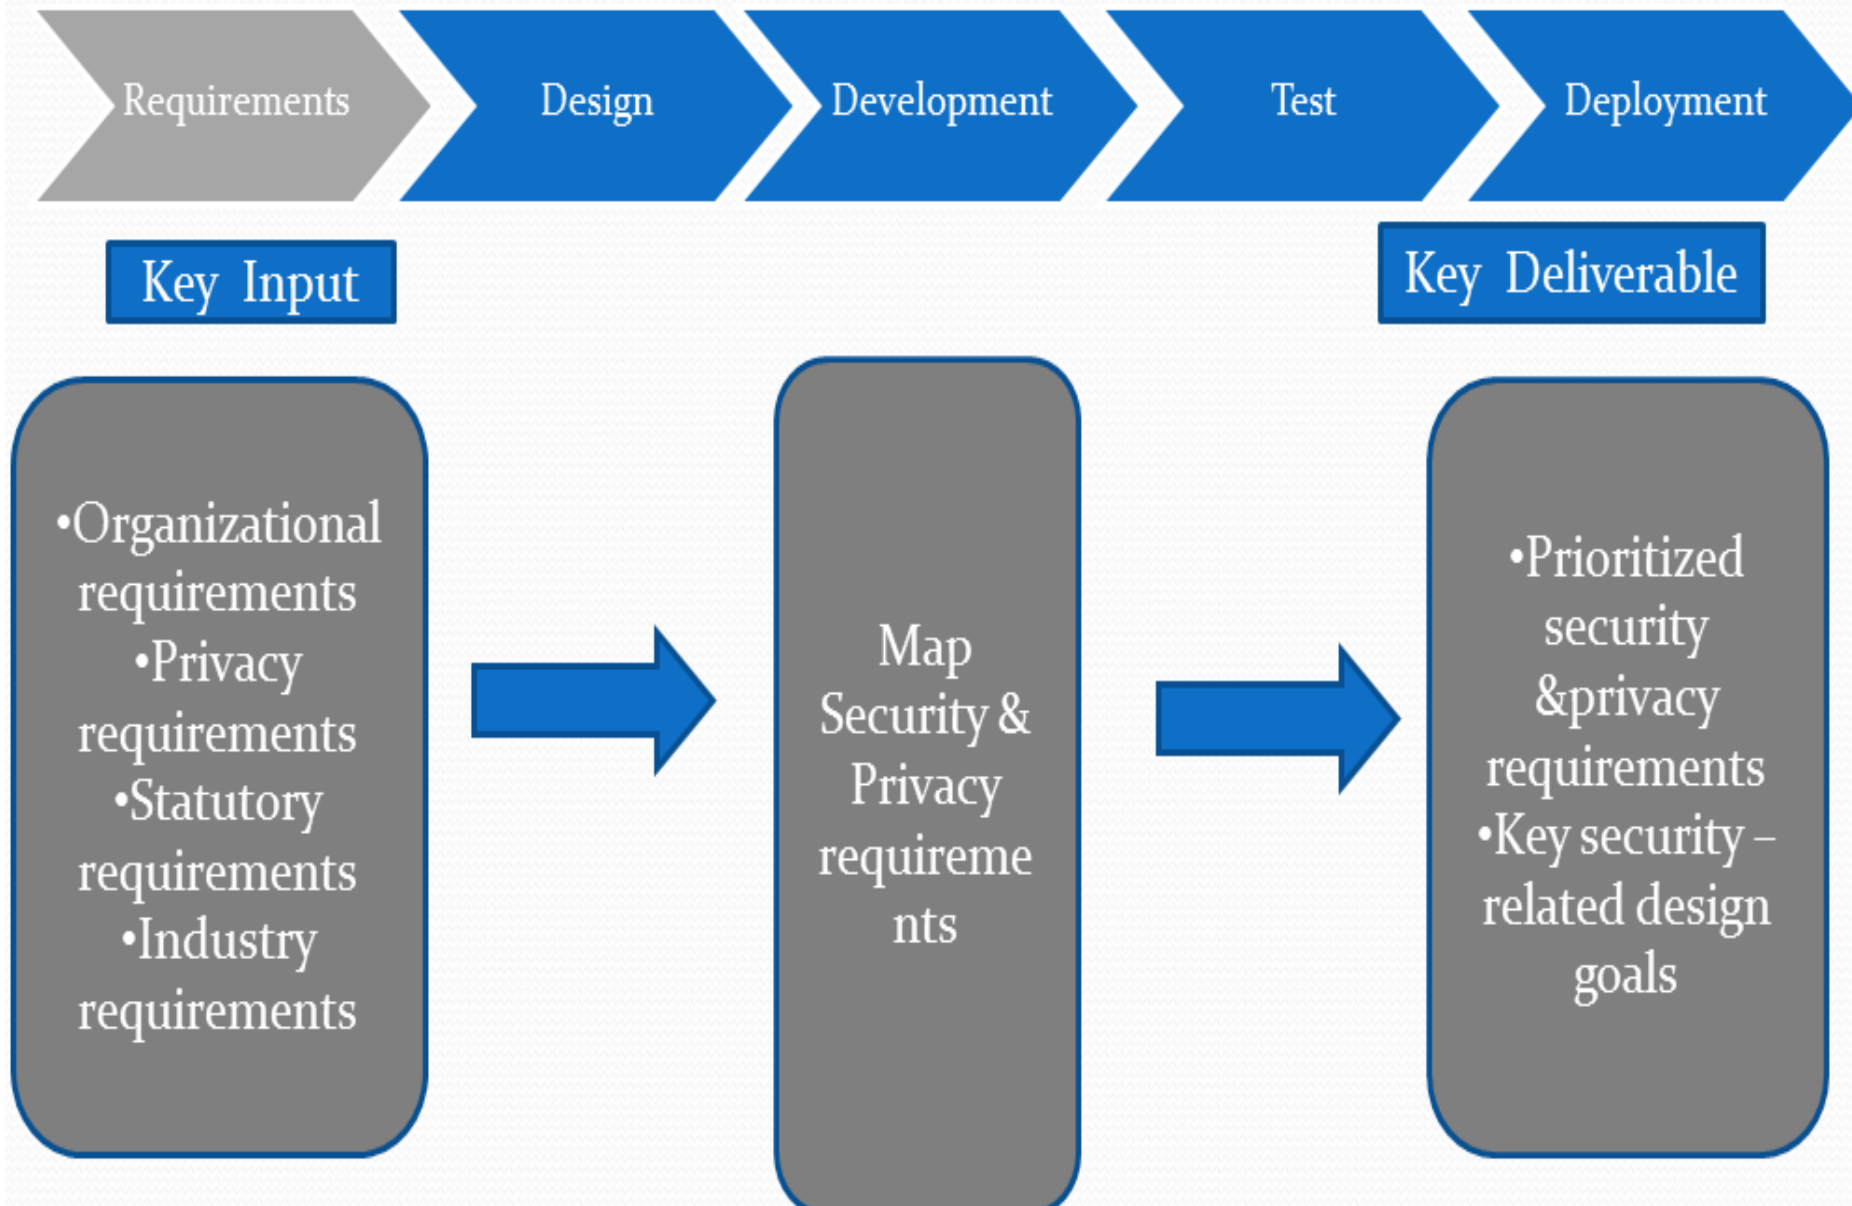 Requirements
Design
Development
Test
Deployment
Key Input
Key Deliverable
•Organizational
requirements
•Privacy
requirements
•Statutory
requirements
•Industry
requirements
Map
Security &
Privacy
requireme
nts
•Prioritized
security
&privacy
requirements
•Key security –
related design
goals